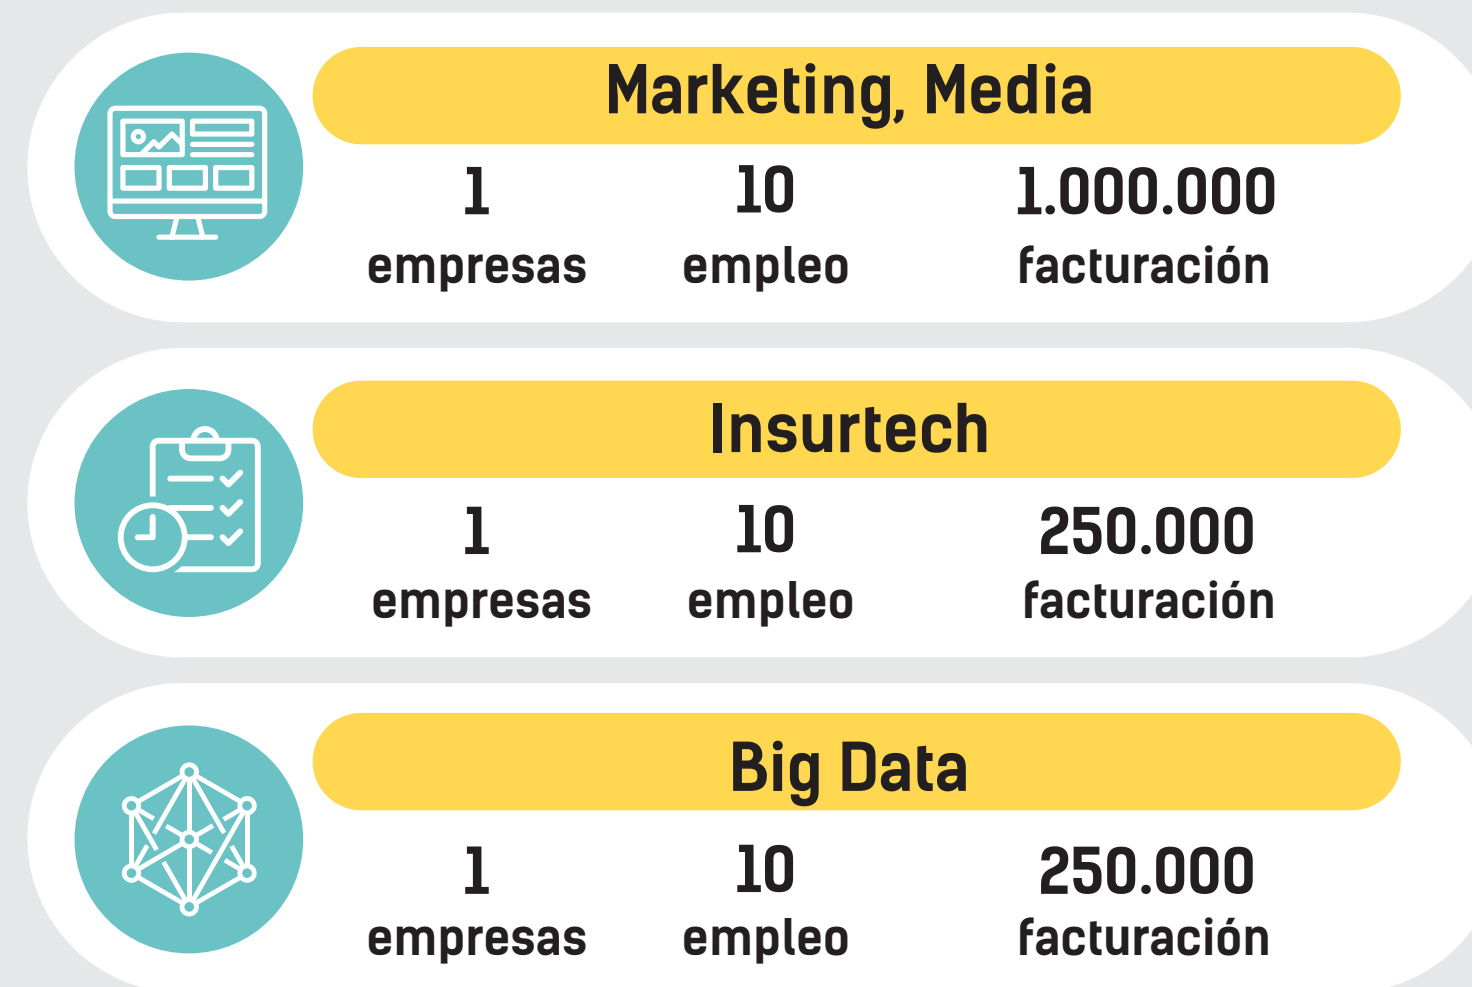 Marketing, Media
1 10 1.000.000
empresas empleo facturación
Insurtech
1 10 250.000
empresas empleo facturación
Big Data
1 10 250.000
empresas empleo facturación